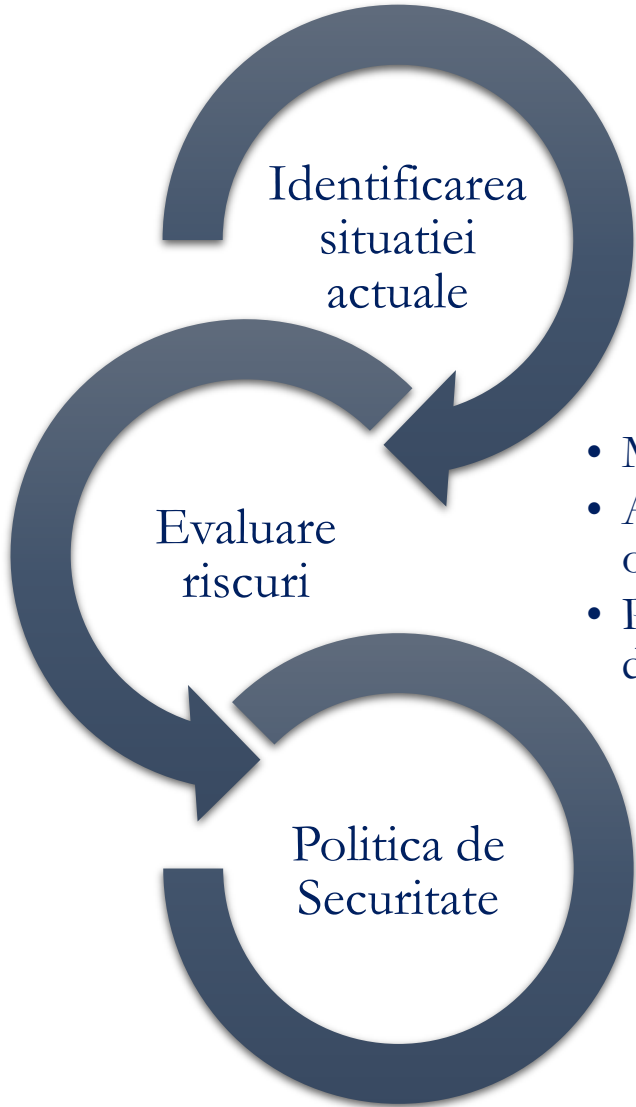 Identificarea
situatiei
actuale
Evaluare
riscuri
Politica de
Securitate